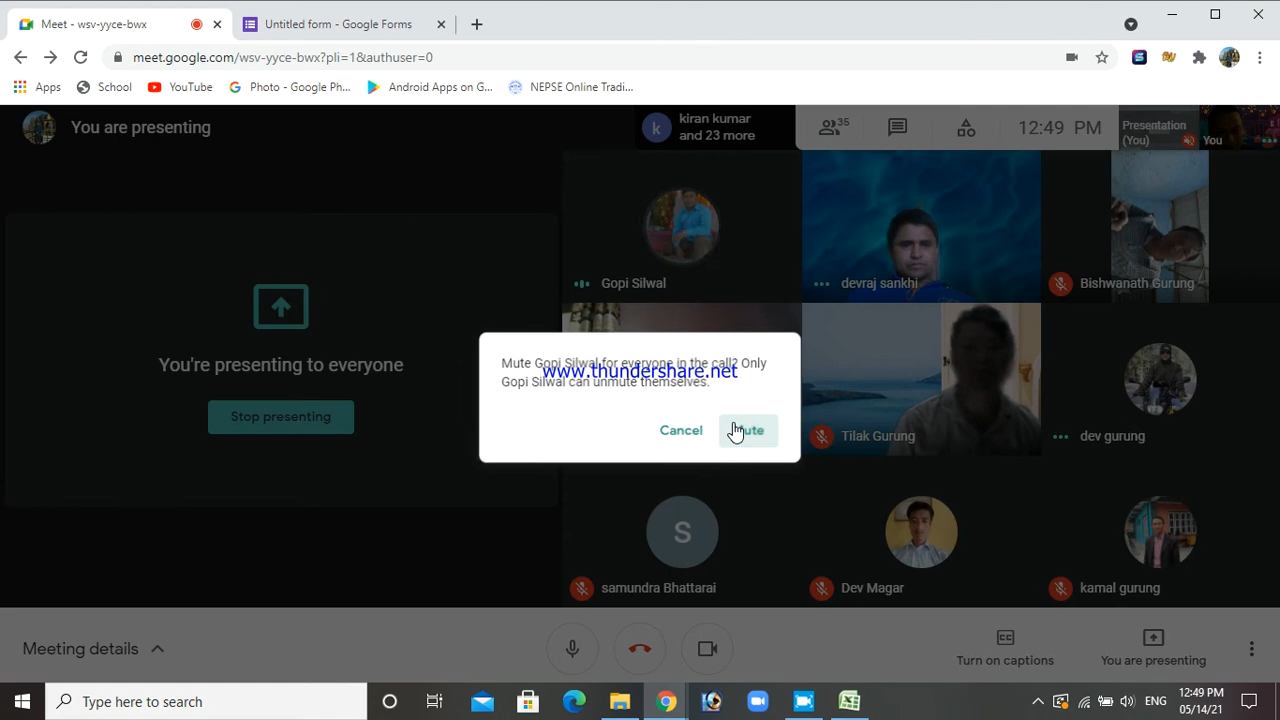 Meet - wsv-yyce-bwx
Untitled form - Google Forms
meet.google.com/wsv-yyce-bwx?pli=1&authuser=0
Apps
School
YouTube
Photo - Google Ph...
Android Apps on G...
NEPSE Online Tradi...
You are presenting
k
kiran kumar
and 23 more
35
12:49 PM
Presentation
(You)
You
Gopi Silwal
devraj sankhi
Bishwanath Gurung
You're presenting to everyone
Stop presenting
Mute Gopi Silwal for everyone in the call? Only
www.thundershare.net
Gopi Silwal can unmute themselves.
Cancel
Tilak Gurung
dev gurung
S
samundra Bhattarai
Dev Magar
kamal gurung
Meeting details
CC
Turn on captions
You are presenting
Type here to search
ENG
12:49 PM
05/14/21